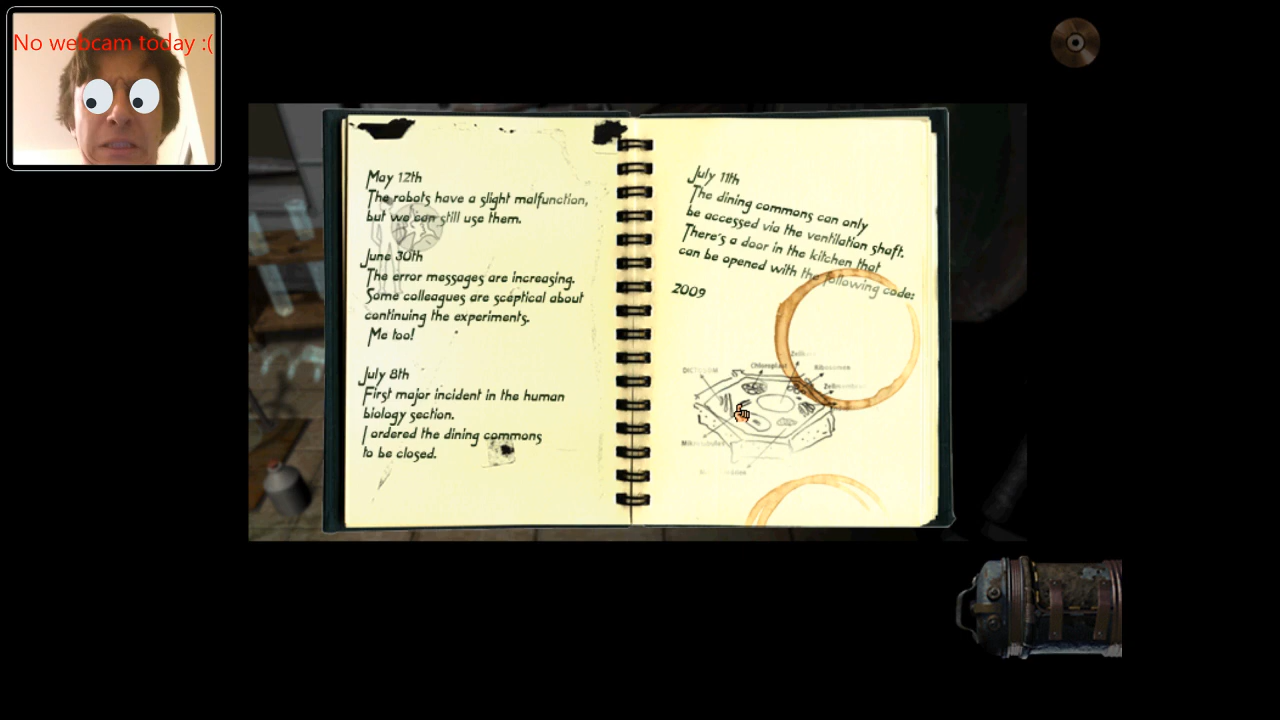 No webcam today :(
May 12th
The robots have a slight malfunction,
but we can still use them.
June 30th
The error messages are increasing.
Some colleagues are sceptical about
continuing the experiments.
Me too!
July 8th
First major incident in the human
biology section.
I ordered the dining commons
to be closed.
July 11th
The dining commons can only
be accessed via the ventilation shaft.
There's a door in the kitchen that
can be opened with the following code:
2009
DICTOSOM
Chloroplast
Ribosomen